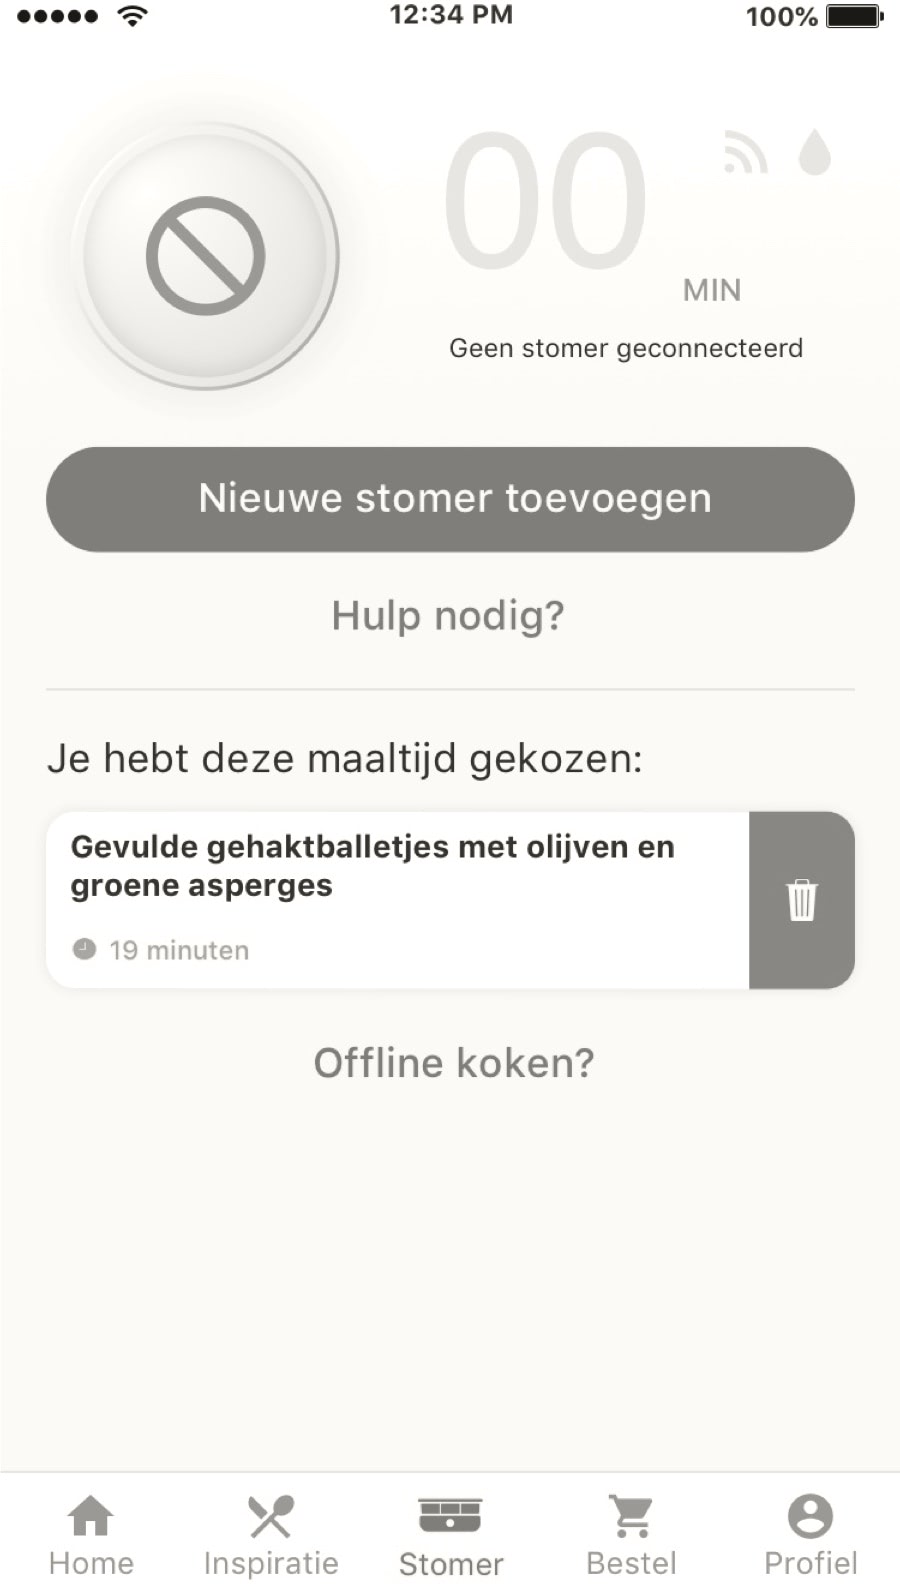 12:34 PM
100%
00
MIN
Geen stomer geconnecteerd
Nieuwe stomer toevoegen
Hulp nodig?
Je hebt deze maaltijd gekozen:
Gevulde gehaktballetjes met olijven en
groene asperges
19 minuten
Offline koken?
Home Inspiratie Stomer Bestel Profiel